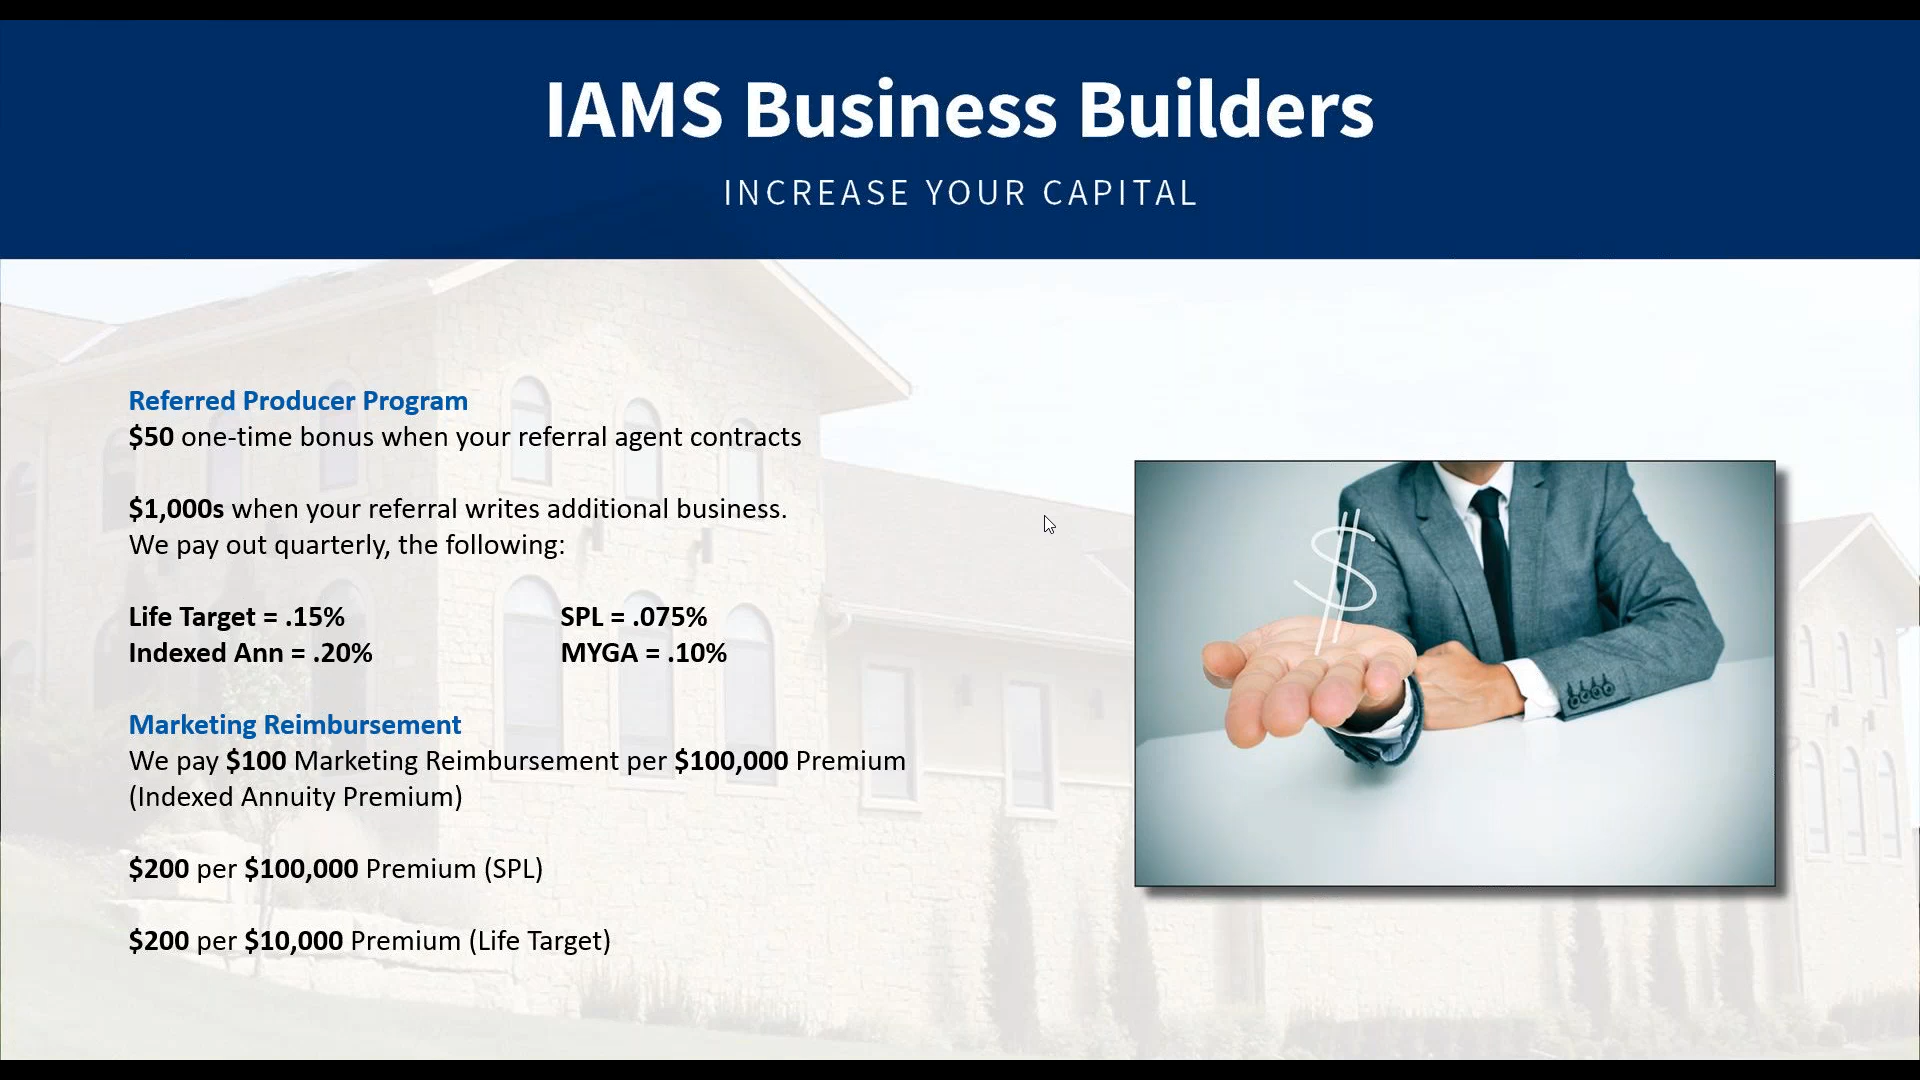 IAMS Business Builders
INCREASE YOUR CAPITAL
Referred Producer Program
$50 one-time bonus when your referral agent contracts
$1,000s when your referral writes additional business.
We pay out quarterly, the following:
Life Target = .15% SPL = .075%
Indexed Ann = .20% MYGA = .10%
Marketing Reimbursement
We pay $100 Marketing Reimbursement per $100,000 Premium
(Indexed Annuity Premium)
$200 per $100,000 Premium (SPL)
$200 per $10,000 Premium (Life Target)
$